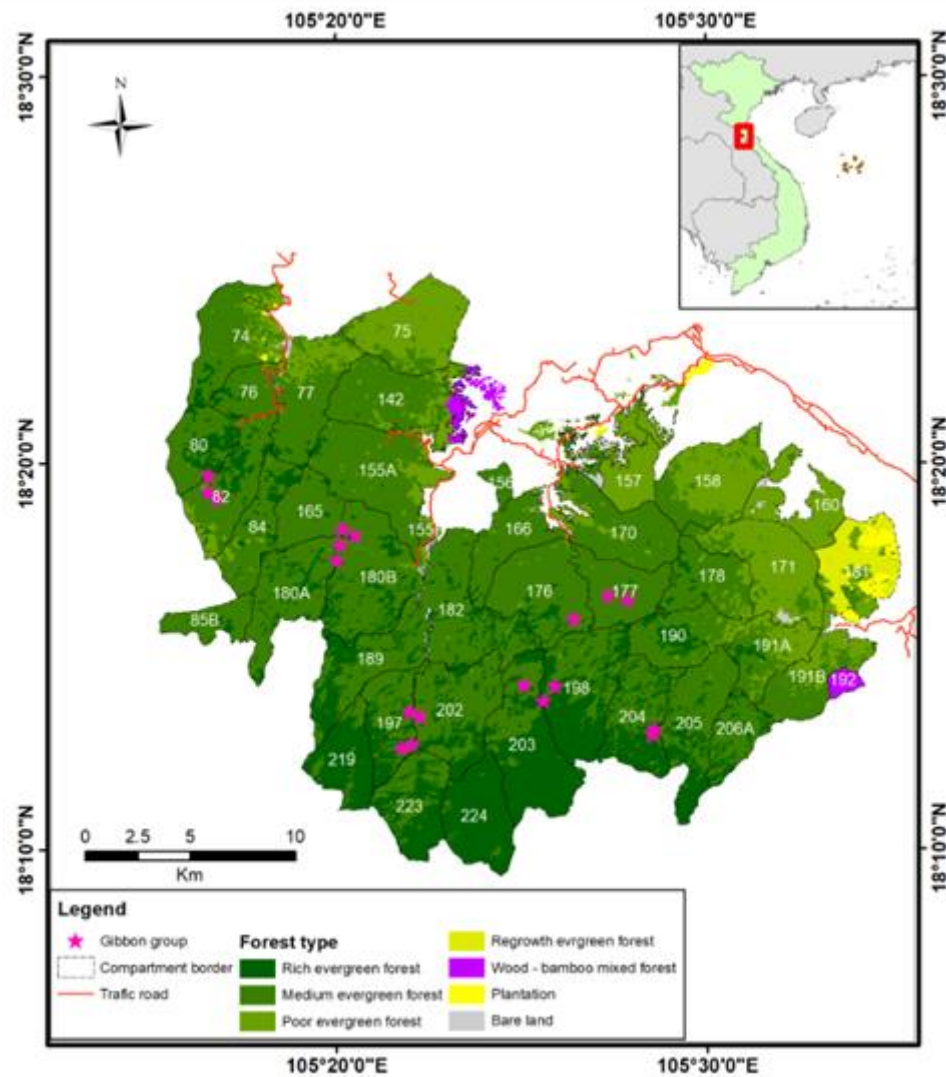 105°20'0"N 105°30'0"N
18°30'0"N 18°30'0"N
N
75
74
76 77
142
80
155A
18°20'0"N 18°20'0"N
157 158
82
156
160
165
84 155 166 170
171
181
180A 180B 176 177 178
182
85B
190
191A
189
191B 192
198
197 202 204 205
206A
203
219
223
224
0 2.5 5 10
Km
18°10'0"N 18°10'0"N
Legend
Gibbon group
Compartment border
Trafic road
Forest type
Rich evergreen forest
Medium evergreen forest
Poor evergreen forest
Regrowth evrgreen forest
Wood - bamboo mixed forest
Plantation
Bare land
105°20'0"N 105°30'0"N